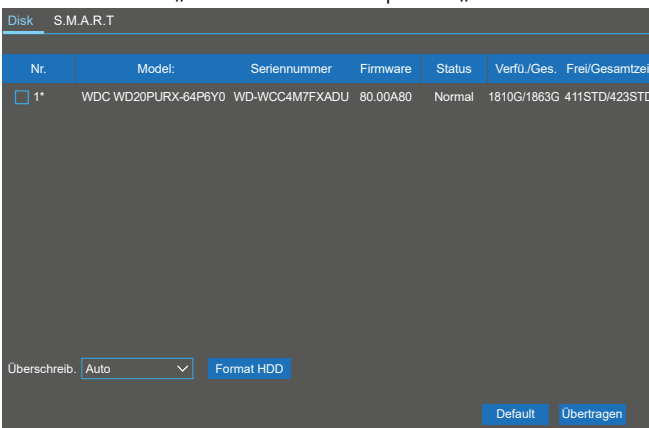 Disk S.M.A.R.T
Nr. Model: Seriennummer Firmware Status Verfü./Ges. Frei/Gesamtzei
1* WDC WD20PURX-64P6Y0 WD-WCC4M7FXADU 80.00A80 Normal 1810G/1863G 411STD/423STD
Überschreib. Auto Format HDD
Default Übertragen